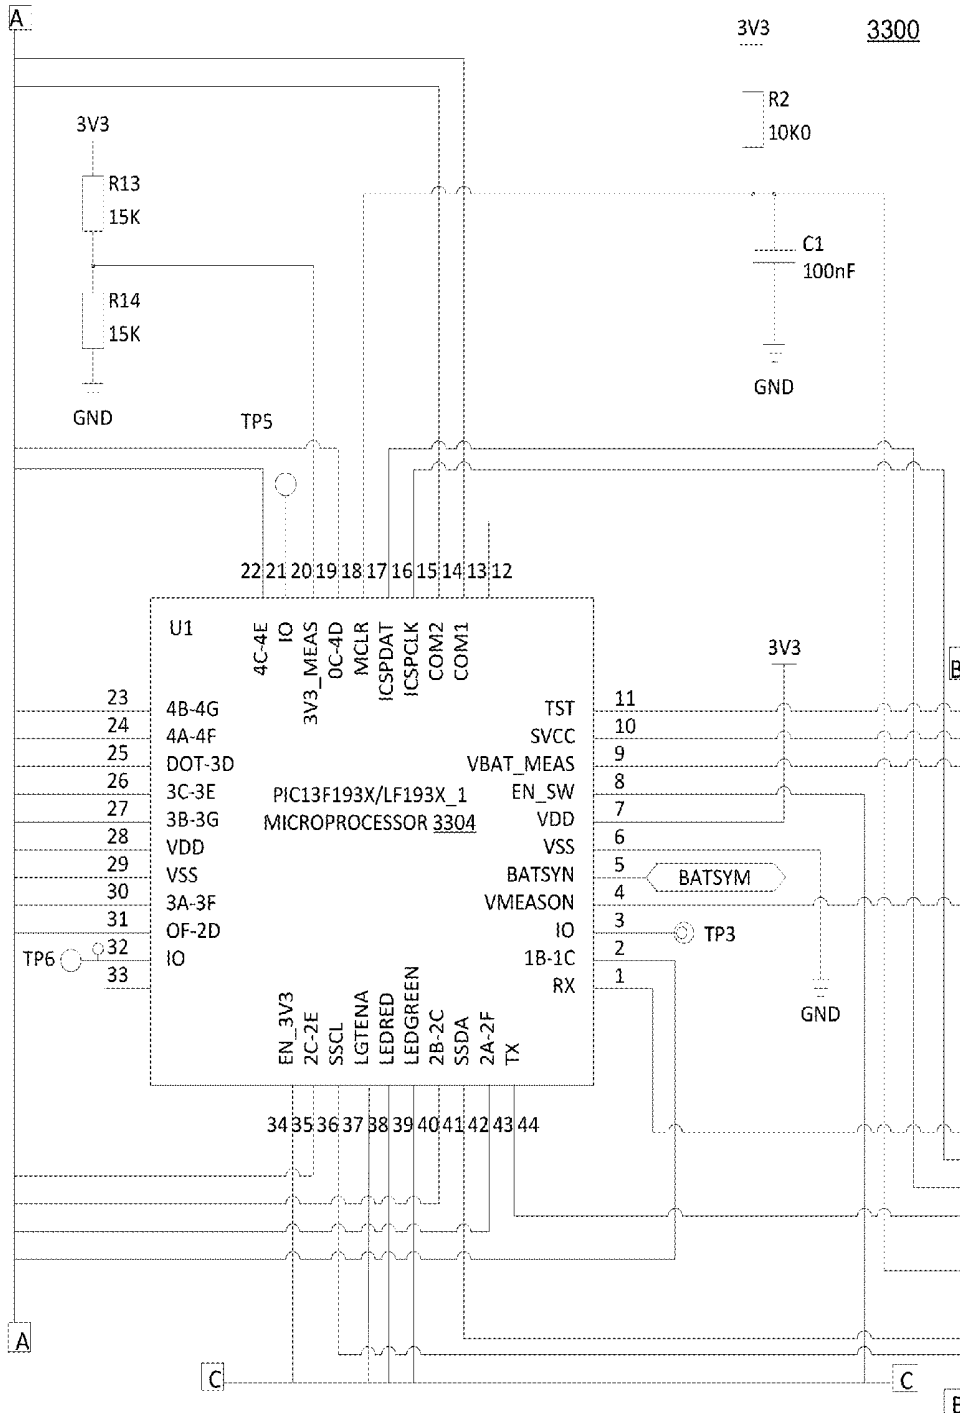 A
3V3
3300
R2
10K0
3V3
R13
15K
C1
100nF
R14
15K
GND
GND
TP5
22 21 20 19 18 17 16 15 14 13 12
U1
4C-4E
IO
3V3_MEAS
0C-4D
MCLR
ICSPDAT
ICSPCLK
COM2
COM1
3V3
B
23 4B-4G
24 4A-4F
25 DOT-3D
26 3C-3E
27 3B-3G
28 VDD
29 VSS
30 3A-3F
31 OF-2D
TP6 32 IO
33
PIC13F193X/LF193X_1
MICROPROCESSOR 3304
TST 11
SVCC 10
VBAT_MEAS 9
EN_SW 8
VDD 7
VSS 6
BATSYN 5 BATSYM
VMEASON 4
IO 3 TP3
1B-1C 2
RX 1
GND
EN_3V3
2C-2E
SSCL
LGTENA
LEDRED
LEDGREEN
2B-2C
SSDA
2A-2F
TX
34 35 36 37 38 39 40 41 42 43 44
A
C
C
B